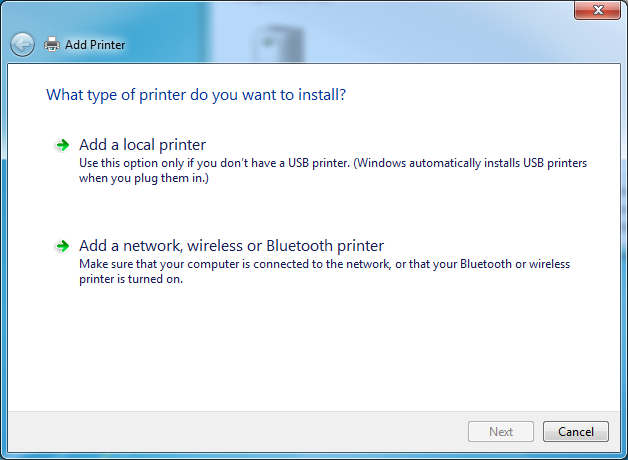 Add Printer
What type of printer do you want to install?
Add a local printer
Use this option only if you don't have a USB printer. (Windows automatically installs USB printers
when you plug them in.)
Add a network, wireless or Bluetooth printer
Make sure that your computer is connected to the network, or that your Bluetooth or wireless
printer is turned on.
Next
Cancel